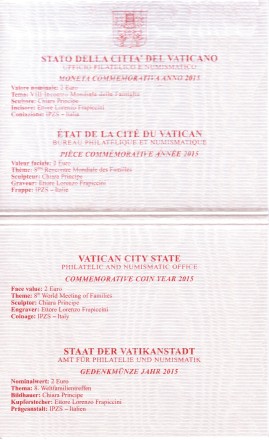 STATO DELLA CITTA' DEL VATICANO
UFFICIO FILATELICO E NUMISMATICO
MONETA COMMEMORATIVA ANNO 2015
Valore nominale: 2 Euro
Tema: VIII Incontro Mondiale delle Famiglie
Scultore: Chiara Principe
Incisore: Ettore Lorenzo Frapiccini
Coniazione: IPZS – Italia
ÉTAT DE LA CITÉ DU VATICAN
BUREAU PHILATÉLIQUE ET NUMISMATIQUE
PIÈCE COMMÉMORATIVE ANNÉE 2015
Valeur faciale: 2 Euro
Thème: 8ème Rencontre Mondiale des Familles
Sculpteur: Chiara Principe
Graveur: Ettore Lorenzo Frapiccini
Frappe: IPZS – Italie
VATICAN CITY STATE
PHILATELIC AND NUMISMATIC OFFICE
COMMEMORATIVE COIN YEAR 2015
Face value: 2 Euro
Theme: 8th World Meeting of Families
Sculptor: Chiara Principe
Engraver: Ettore Lorenzo Frapiccini
Coinage: IPZS – Italy
STAAT DER VATIKANSTADT
AMT FÜR PHILATELIE UND NUMISMATIK
GEDENKMÜNZE JAHR 2015
Nominalwert: 2 Euro
Thema: 8. Weltfamilientreffen
Bildhauer: Chiara Principe
Kupferstecher: Ettore Lorenzo Frapiccini
Prägeanstalt: IPZS – Italien